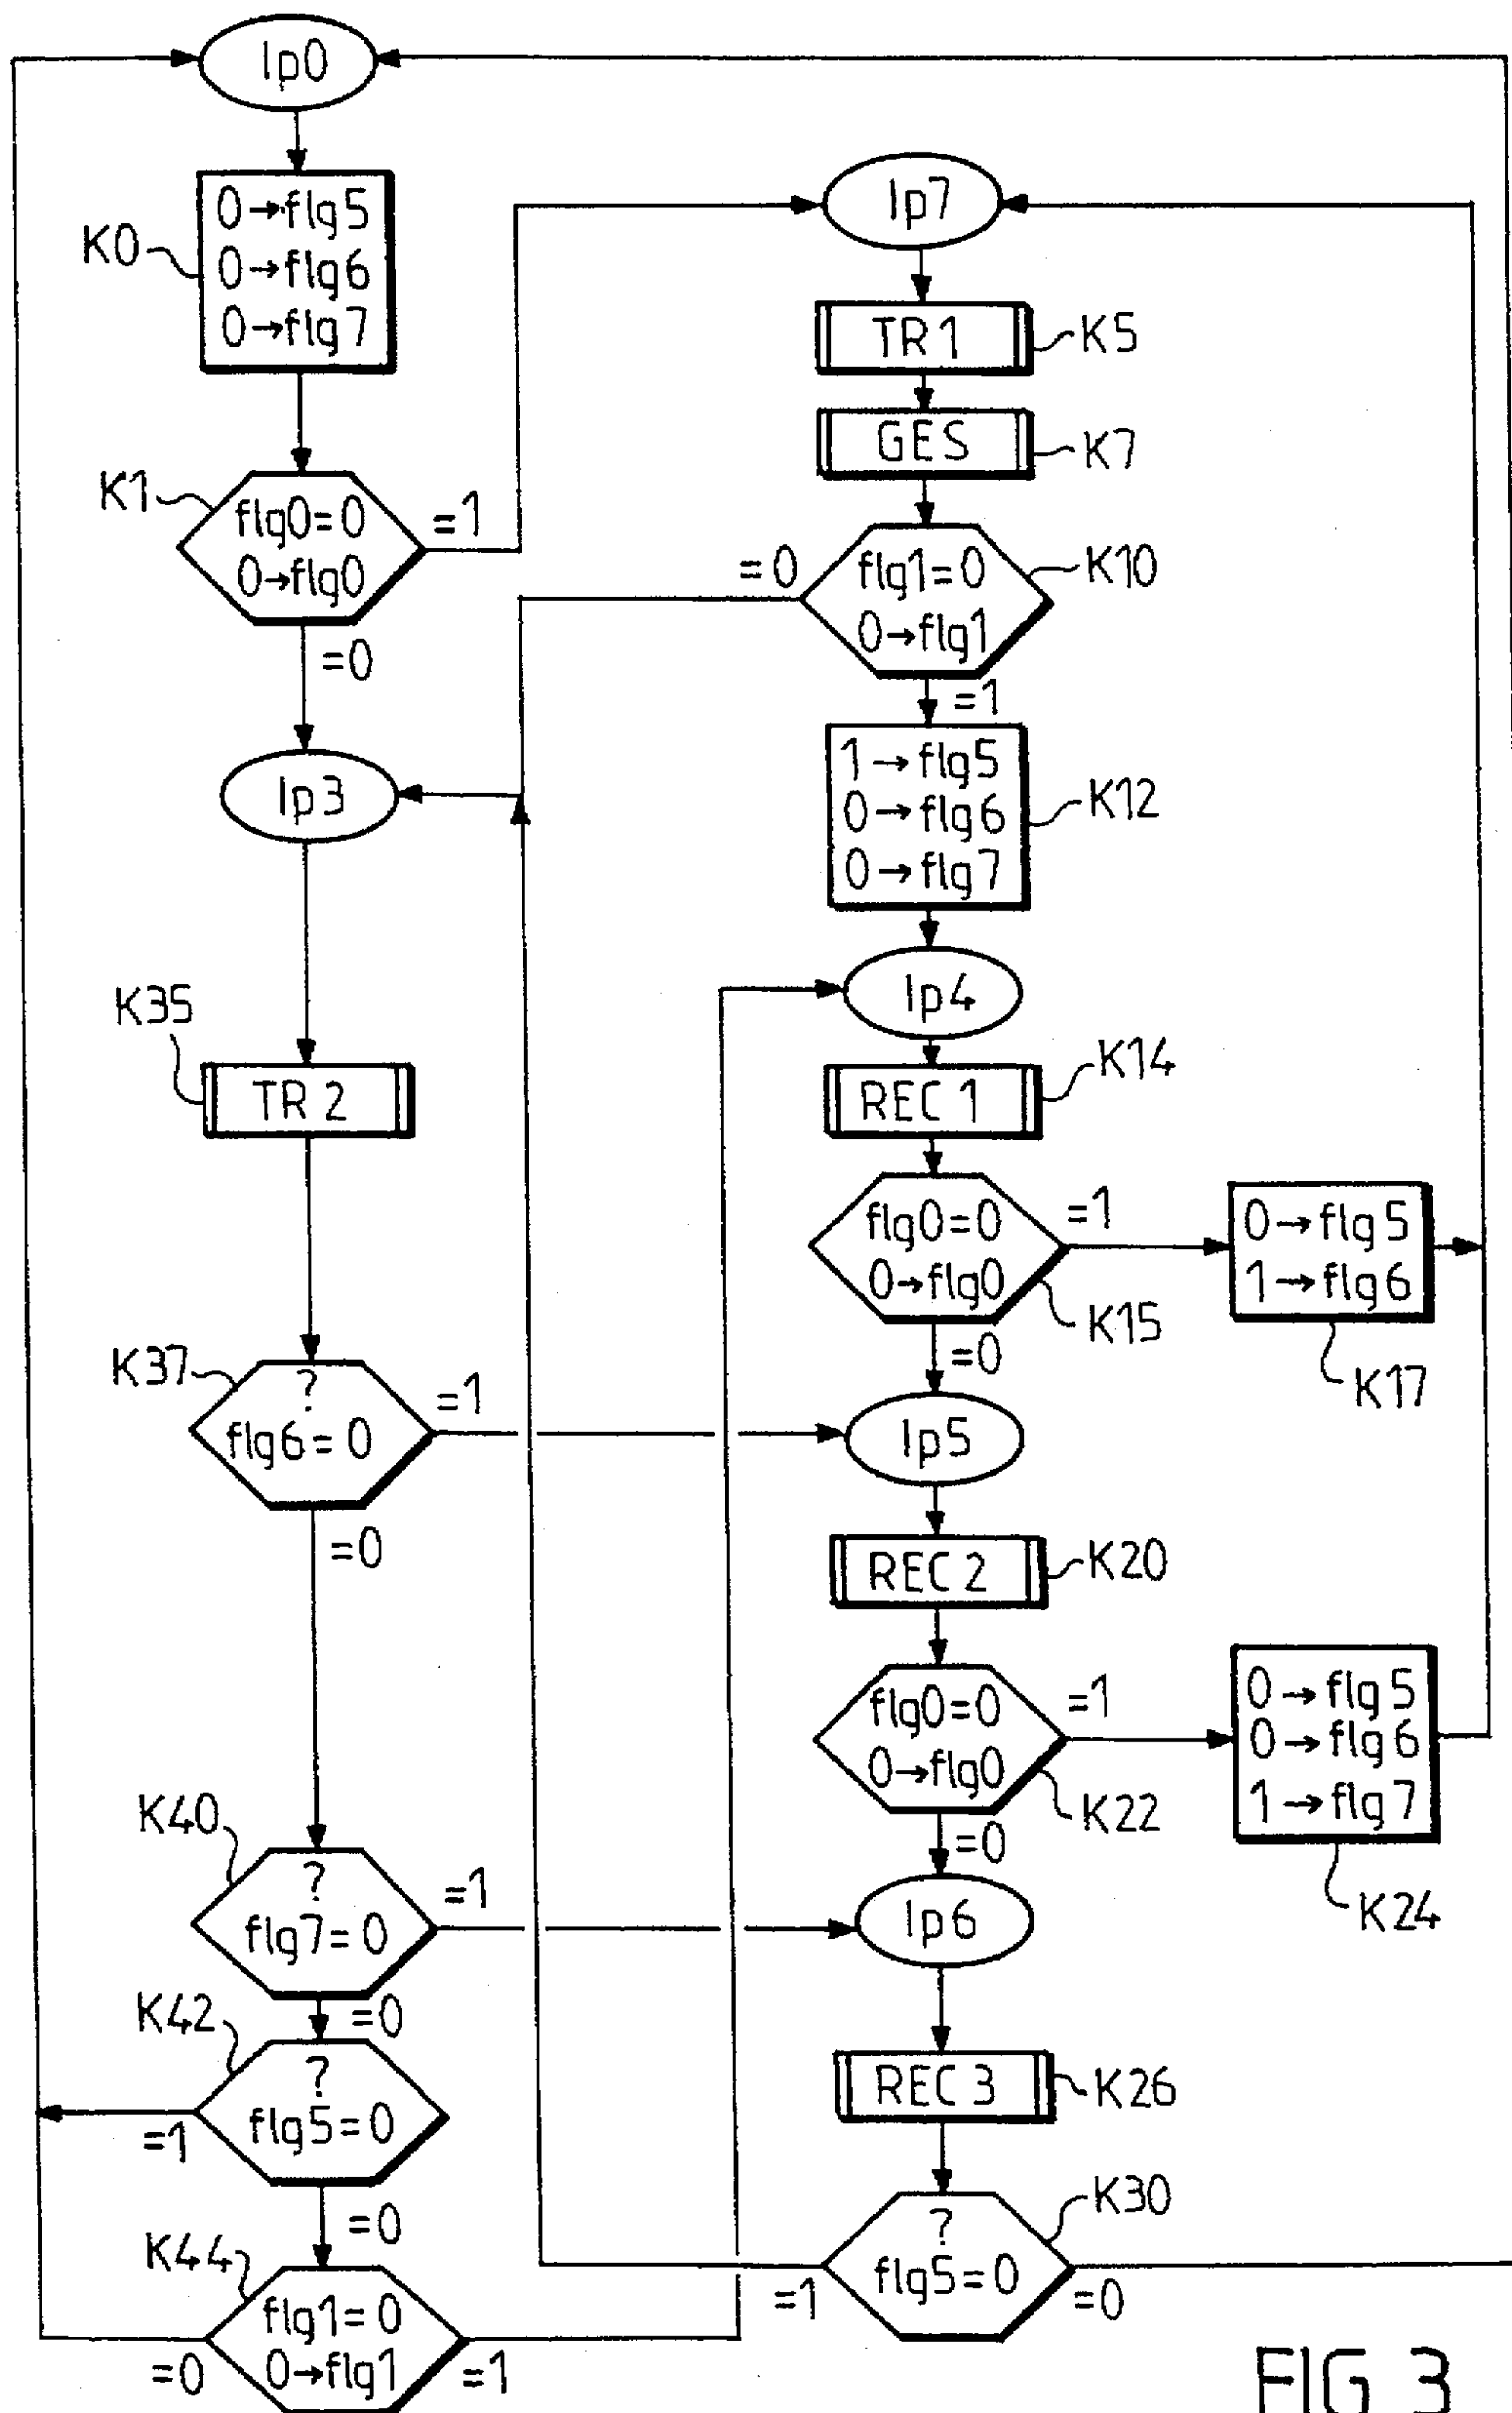 lp0
K0
0→flg5
0→flg6
0→flg7
K1
flg0=0
0→flg0
=1
=0
lp3
K35
TR2
K37
?
flg6=0
=1
=0
K40
?
flg7=0
=1
=0
K42
?
flg5=0
=1
=0
K44
flg1=0
0→flg1
=0
=1
lp7
TR1
K5
GES
K7
flg1=0
0→flg1
K10
=0
=1
1→flg5
0→flg6
0→flg7
K12
lp4
REC1
K14
flg0=0
0→flg0
=1
K15
=0
0→flg5
1→flg6
K17
lp5
REC2
K20
flg0=0
0→flg0
=1
K22
=0
0→flg5
0→flg6
1→flg7
K24
lp6
REC3
K26
?
flg5=0
K30
=1
=0
FIG.3